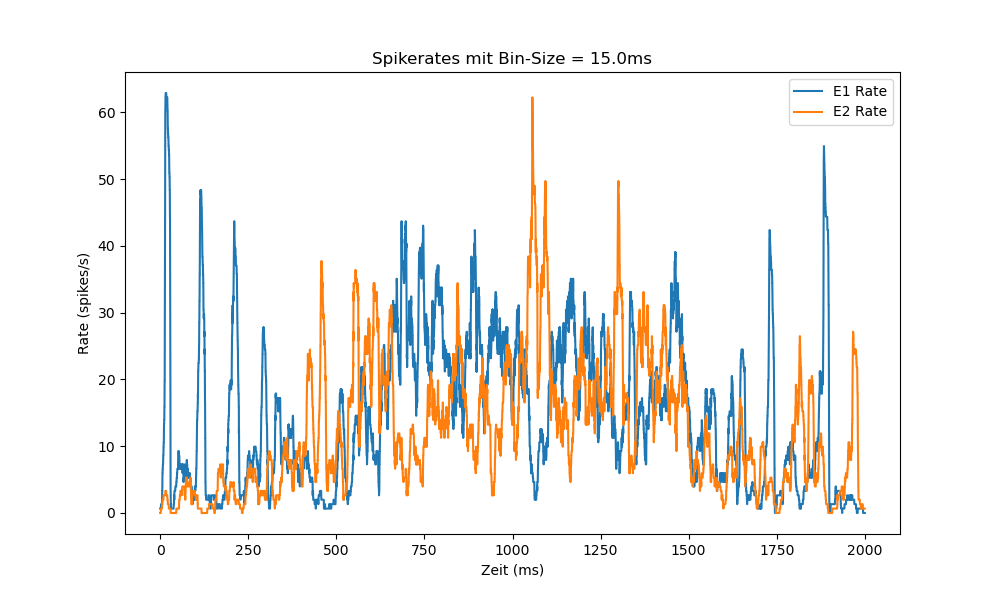 Spikerates mit Bin-Size = 15.0ms
E1 Rate
E2 Rate
Rate (spikes/s)
60
50
40
30
20
10
0
0 250 500 750 1000 1250 1500 1750 2000
Zeit (ms)